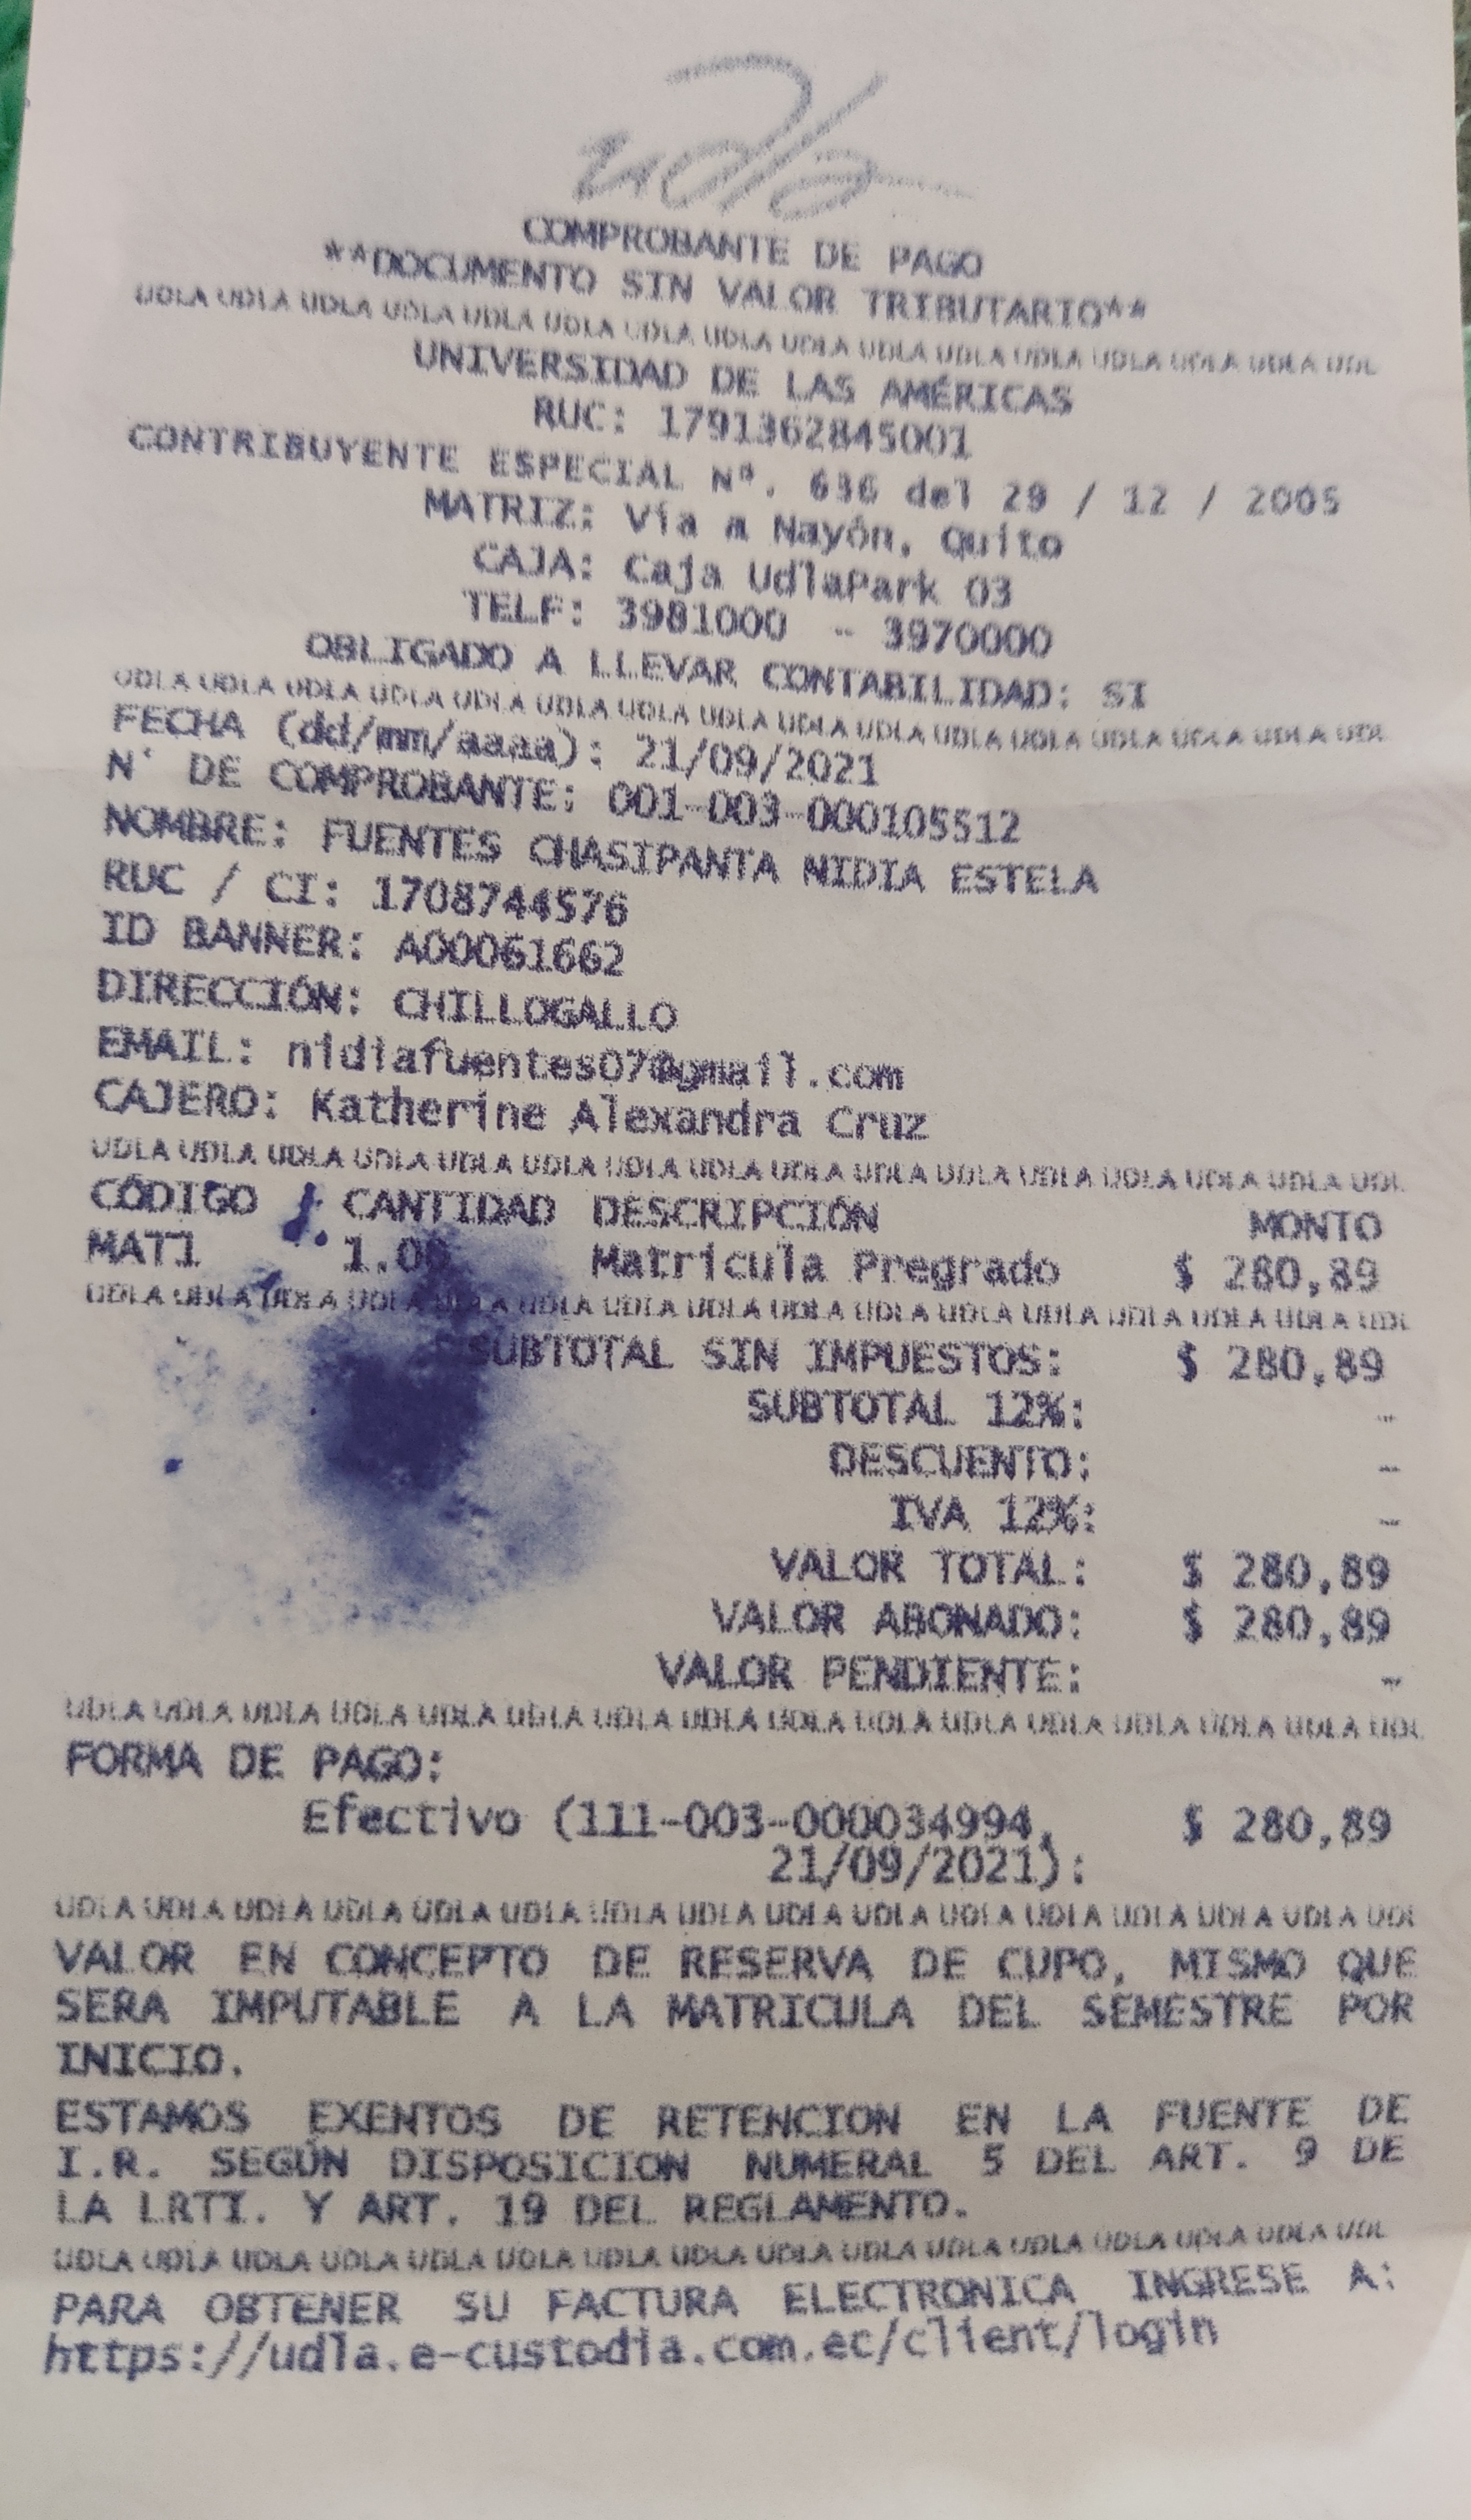 udla
COMPROBANTE DE PAGO
**DOCUMENTO SIN VALOR TRIBUTARIO**
UDLA UDLA UDLA UDLA UDLA UDLA UDLA UDLA UDLA UDLA UDLA UDLA UDLA UDLA UDL
UNIVERSIDAD DE LAS AMÉRICAS
RUC: 1791362845001
CONTRIBUYENTE ESPECIAL Nº. 636 del 29 / 12 / 2005
MATRIZ: Vía a Nayón, Quito
CAJA: Caja UdlaPark 03
TELF: 3981000 - 3970000
OBLIGADO A LLEVAR CONTABILIDAD: SI
UDLA UDLA UDLA UDLA UDLA UDLA UDLA UDLA UDLA UDLA UDLA UDLA UDLA UDLA UDL
FECHA (dd/mm/aaaa): 21/09/2021
N° DE COMPROBANTE: 001-003-000105512
NOMBRE: FUENTES CHASIPANTA NIDIA ESTELA
RUC / CI: 1708744576
ID BANNER: A00061662
DIRECCIÓN: CHILLOGALLO
EMAIL: nidiafuentes07@gmail.com
CAJERO: Katherine Alexandra Cruz
UDLA UDLA UDLA UDLA UDLA UDLA UDLA UDLA UDLA UDLA UDLA UDLA UDLA UDLA UDL
CÓDIGO CANTIDAD DESCRIPCIÓN MONTO
MAT1 1.00 Matrícula Pregrado $ 280,89
UDLA UDLA UDLA UDLA UDLA UDLA UDLA UDLA UDLA UDLA UDLA UDLA UDLA UDLA UDL
SUBTOTAL SIN IMPUESTOS: $ 280,89
SUBTOTAL 12%: -
DESCUENTO: -
IVA 12%: -
VALOR TOTAL: $ 280,89
VALOR ABONADO: $ 280,89
VALOR PENDIENTE: -
UDLA UDLA UDLA UDLA UDLA UDLA UDLA UDLA UDLA UDLA UDLA UDLA UDLA UDLA UDL
FORMA DE PAGO:
Efectivo (111-003-000034994, $ 280,89
21/09/2021):
UDLA UDLA UDLA UDLA UDLA UDLA UDLA UDLA UDLA UDLA UDLA UDLA UDLA UDLA UDL
VALOR EN CONCEPTO DE RESERVA DE CUPO, MISMO QUE
SERA IMPUTABLE A LA MATRICULA DEL SEMESTRE POR
INICIO.
ESTAMOS EXENTOS DE RETENCION EN LA FUENTE DE
I.R. SEGÚN DISPOSICION NUMERAL 5 DEL ART. 9 DE
LA LRTI. Y ART. 19 DEL REGLAMENTO.
UDLA UDLA UDLA UDLA UDLA UDLA UDLA UDLA UDLA UDLA UDLA UDLA UDLA UDLA UDL
PARA OBTENER SU FACTURA ELECTRONICA INGRESE A:
https://udla.e-custodia.com.ec/client/login